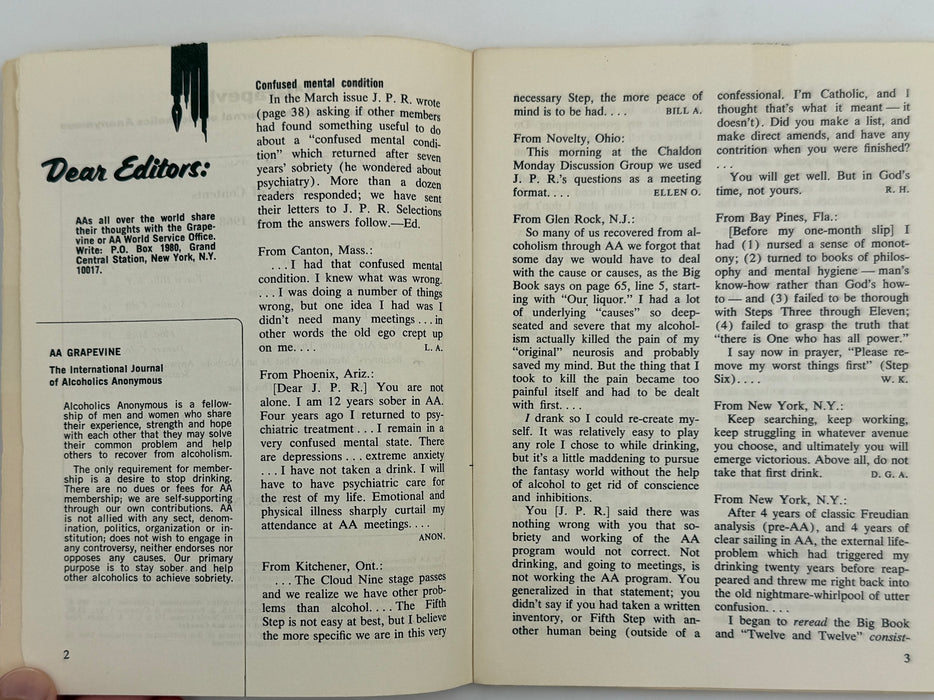 Dear Editors:
AAs all over the world share
their thoughts with the Grape-
vine or AA World Service Office.
Write: P.O. Box 1980, Grand
Central Station, New York, N.Y.
10017.
AA GRAPEVINE
The International Journal
of Alcoholics Anonymous
Alcoholics Anonymous is a fellow-
ship of men and women who share
their experience, strength and hope
with each other that they may solve
their common problem and help
others to recover from alcoholism.
The only requirement for member-
ship is a desire to stop drinking.
There are no dues or fees for AA
membership; we are self-supporting
through our own contributions. AA
is not allied with any sect, denom-
ination, politics, organization or in-
stitution; does not wish to engage in
any controversy, neither endorses nor
opposes any causes. Our primary
purpose is to stay sober and help
other alcoholics to achieve sobriety.
2
Confused mental condition
In the March issue J. P. R. wrote
(page 38) asking if other members
had found something useful to do
about a “confused mental condi-
tion” which returned after seven
years’ sobriety (he wondered about
psychiatry). More than a dozen
readers responded; we have sent
their letters to J. P. R. Selections
from the answers follow.—Ed.
From Canton, Mass.:
. . . I had that confused mental
condition. I knew what was wrong.
. . . I was doing a number of things
wrong, but one idea I had was I
didn’t need many meetings . . . in
other words the old ego crept up
on me. . . . L. A.
From Phoenix, Ariz.:
[Dear J. P. R.] You are not
alone. I am 12 years sober in AA.
Four years ago I returned to psy-
chiatric treatment . . . I remain in a
very confused mental state. There
are depressions . . . extreme anxiety
. . . I have not taken a drink. I will
have to have psychiatric care for
the rest of my life. Emotional and
physical illness sharply curtail my
attendance at AA meetings. . . .
ANON.
From Kitchener, Ont.:
. . . The Cloud Nine stage passes
and we realize we have other prob-
lems than alcohol. . . . The Fifth
Step is not easy at best, but I believe
the more specific we are in this very
necessary Step, the more peace of
mind is to be had. . . . BILL A.
From Novelty, Ohio:
This morning at the Chaldon
Monday Discussion Group we used
J. P. R.’s questions as a meeting
format. . . . ELLEN O.
From Glen Rock, N.J.:
So many of us recovered from al-
coholism through AA we forgot that
some day we would have to deal
with the cause or causes, as the Big
Book says on page 65, line 5, start-
ing with “Our liquor.” I had a lot
of underlying “causes” so deep-
seated and severe that my alcohol-
ism actually killed the pain of my
“original” neurosis and probably
saved my mind. But the thing that I
took to kill the pain became too
painful itself and had to be dealt
with first. . . .
I drank so I could re-create my-
self. It was relatively easy to play
any role I chose to while drinking,
but it’s a little maddening to pursue
the fantasy world without the help
of alcohol to get rid of conscience
and inhibitions.
You [J. P. R.] said there was
nothing wrong with you that so-
briety and working of the AA
program would not correct. Not
drinking, and going to meetings, is
not working the AA program. You
generalized in that statement; you
didn’t say if you had taken a written
inventory, or Fifth Step with an-
other human being (outside of a
confessional. I’m Catholic, and I
thought that’s what it meant — it
doesn’t). Did you make a list, and
make direct amends, and have any
contrition when you were finished?
. . .
You will get well. But in God’s
time, not yours. R. H.
From Bay Pines, Fla.:
[Before my one-month slip] I
had (1) nursed a sense of monot-
ony; (2) turned to books of philos-
ophy and mental hygiene — man’s
know-how rather than God’s how-
to — and (3) failed to be thorough
with Steps Three through Eleven;
(4) failed to grasp the truth that
“there is One who has all power.”
I say now in prayer, “Please re-
move my worst things first” (Step
Six). . . . W. K.
From New York, N.Y.:
Keep searching, keep working,
keep struggling in whatever avenue
you choose, and ultimately you will
emerge victorious. Above all, do not
take that first drink. D. G. A.
From New York, N.Y.:
After 4 years of classic Freudian
analysis (pre-AA), and 4 years of
clear sailing in AA, the external life-
problem which had triggered my
drinking twenty years before reap-
peared and threw me right back into
the old nightmare-whirlpool of utter
confusion. . . .
I began to reread the Big Book
and “Twelve and Twelve” consist-
3